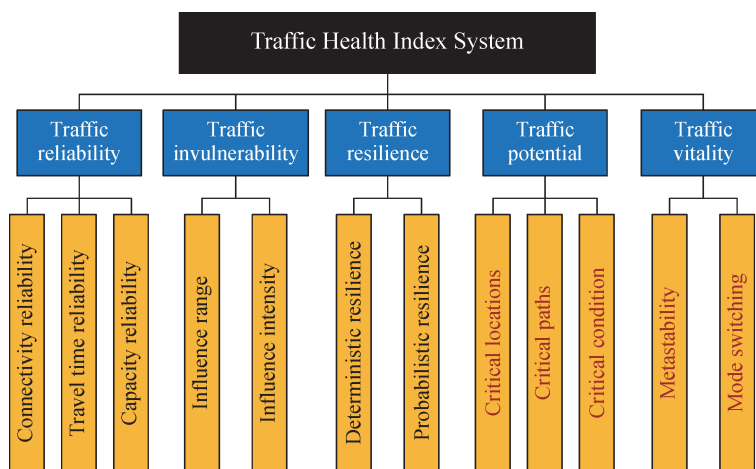 Traffic Health Index System
Traffic
reliability
Traffic
invulnerability
Traffic
resilience
Traffic
potential
Traffic
vitality
Connectivity reliability
Travel time reliability
Capacity reliability
Influence range
Influence intensity
Deterministic resilience
Probabilistic resilience
Critical locations
Critical paths
Critical condition
Metastability
Mode switching